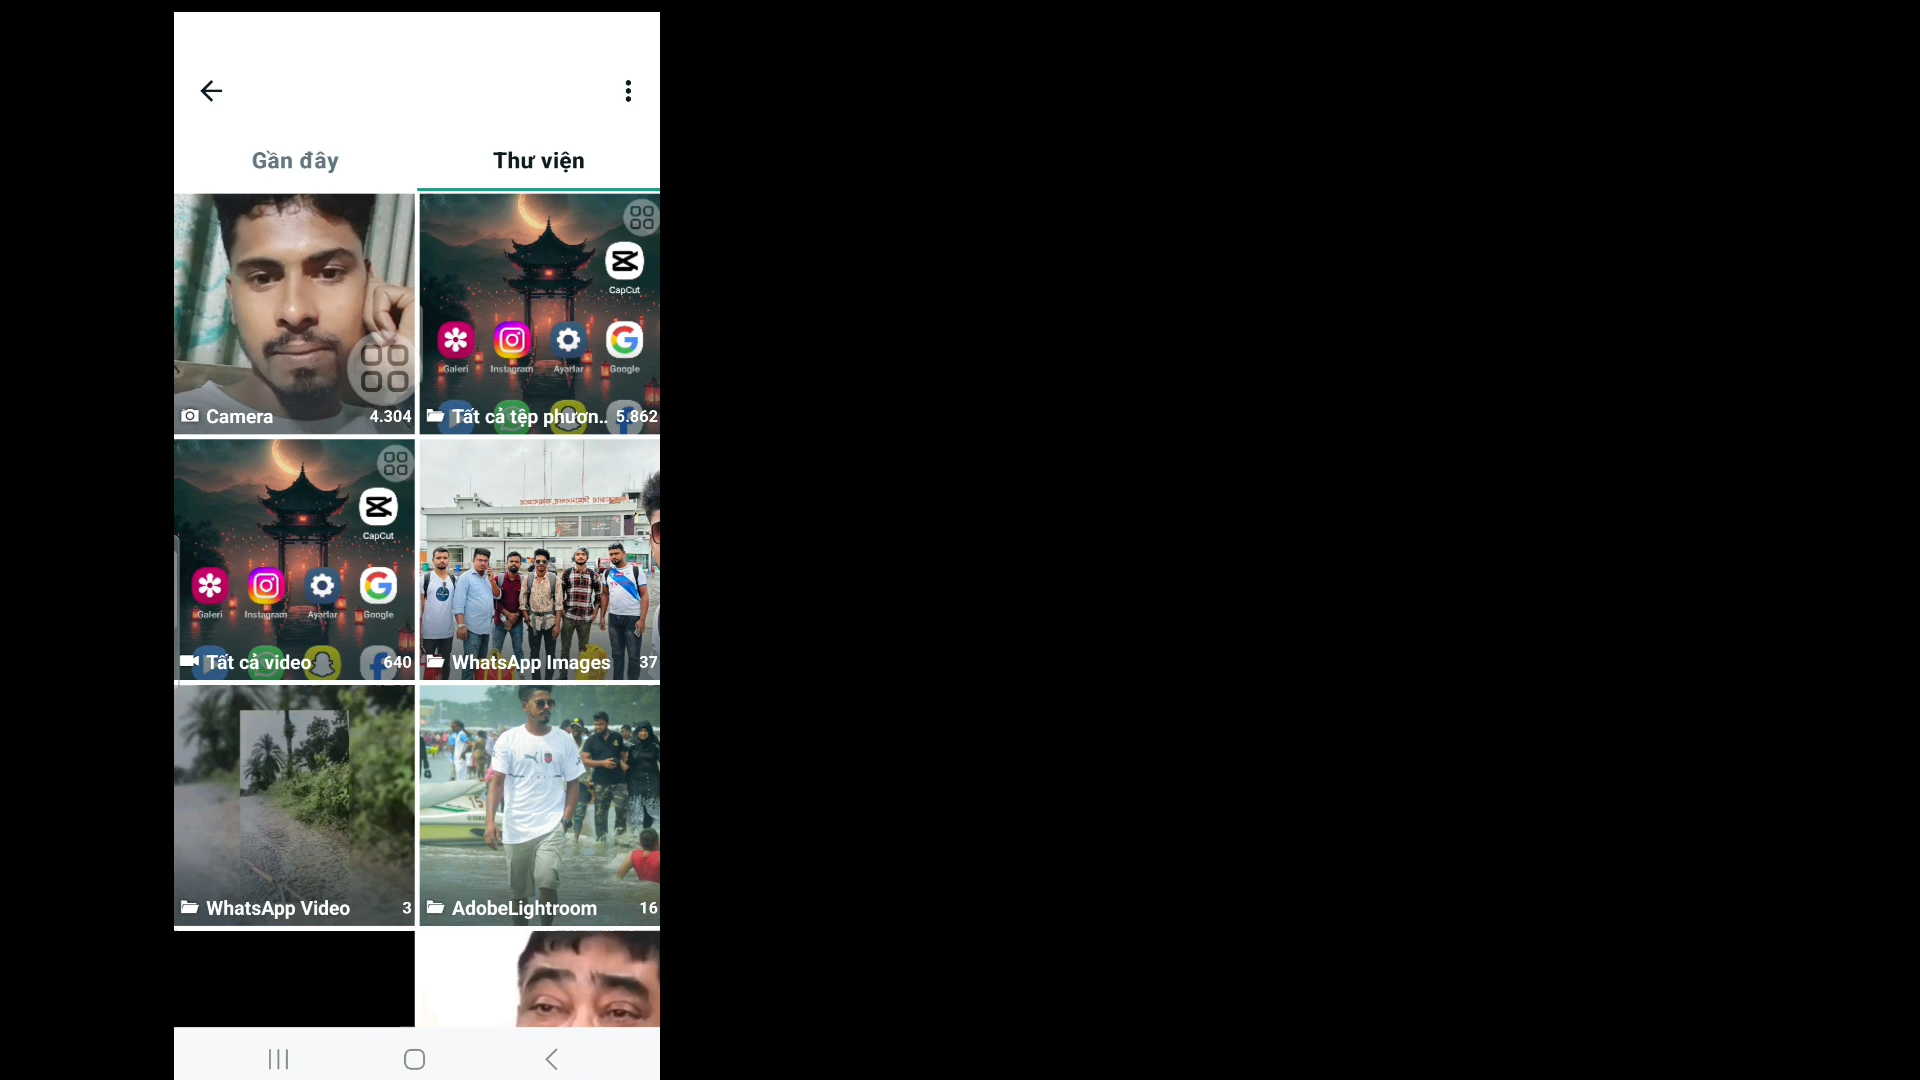 Gần đây
Thư viện
CapCut
Galeri
Instagram
Ayarlar
Google
Camera
4.304
Tất cả tệp phươn..
5.862
CapCut
Galeri
Instagram
Ayarlar
Google
Tất cả video
640
WhatsApp Images
37
WhatsApp Video
3
AdobeLightroom
16